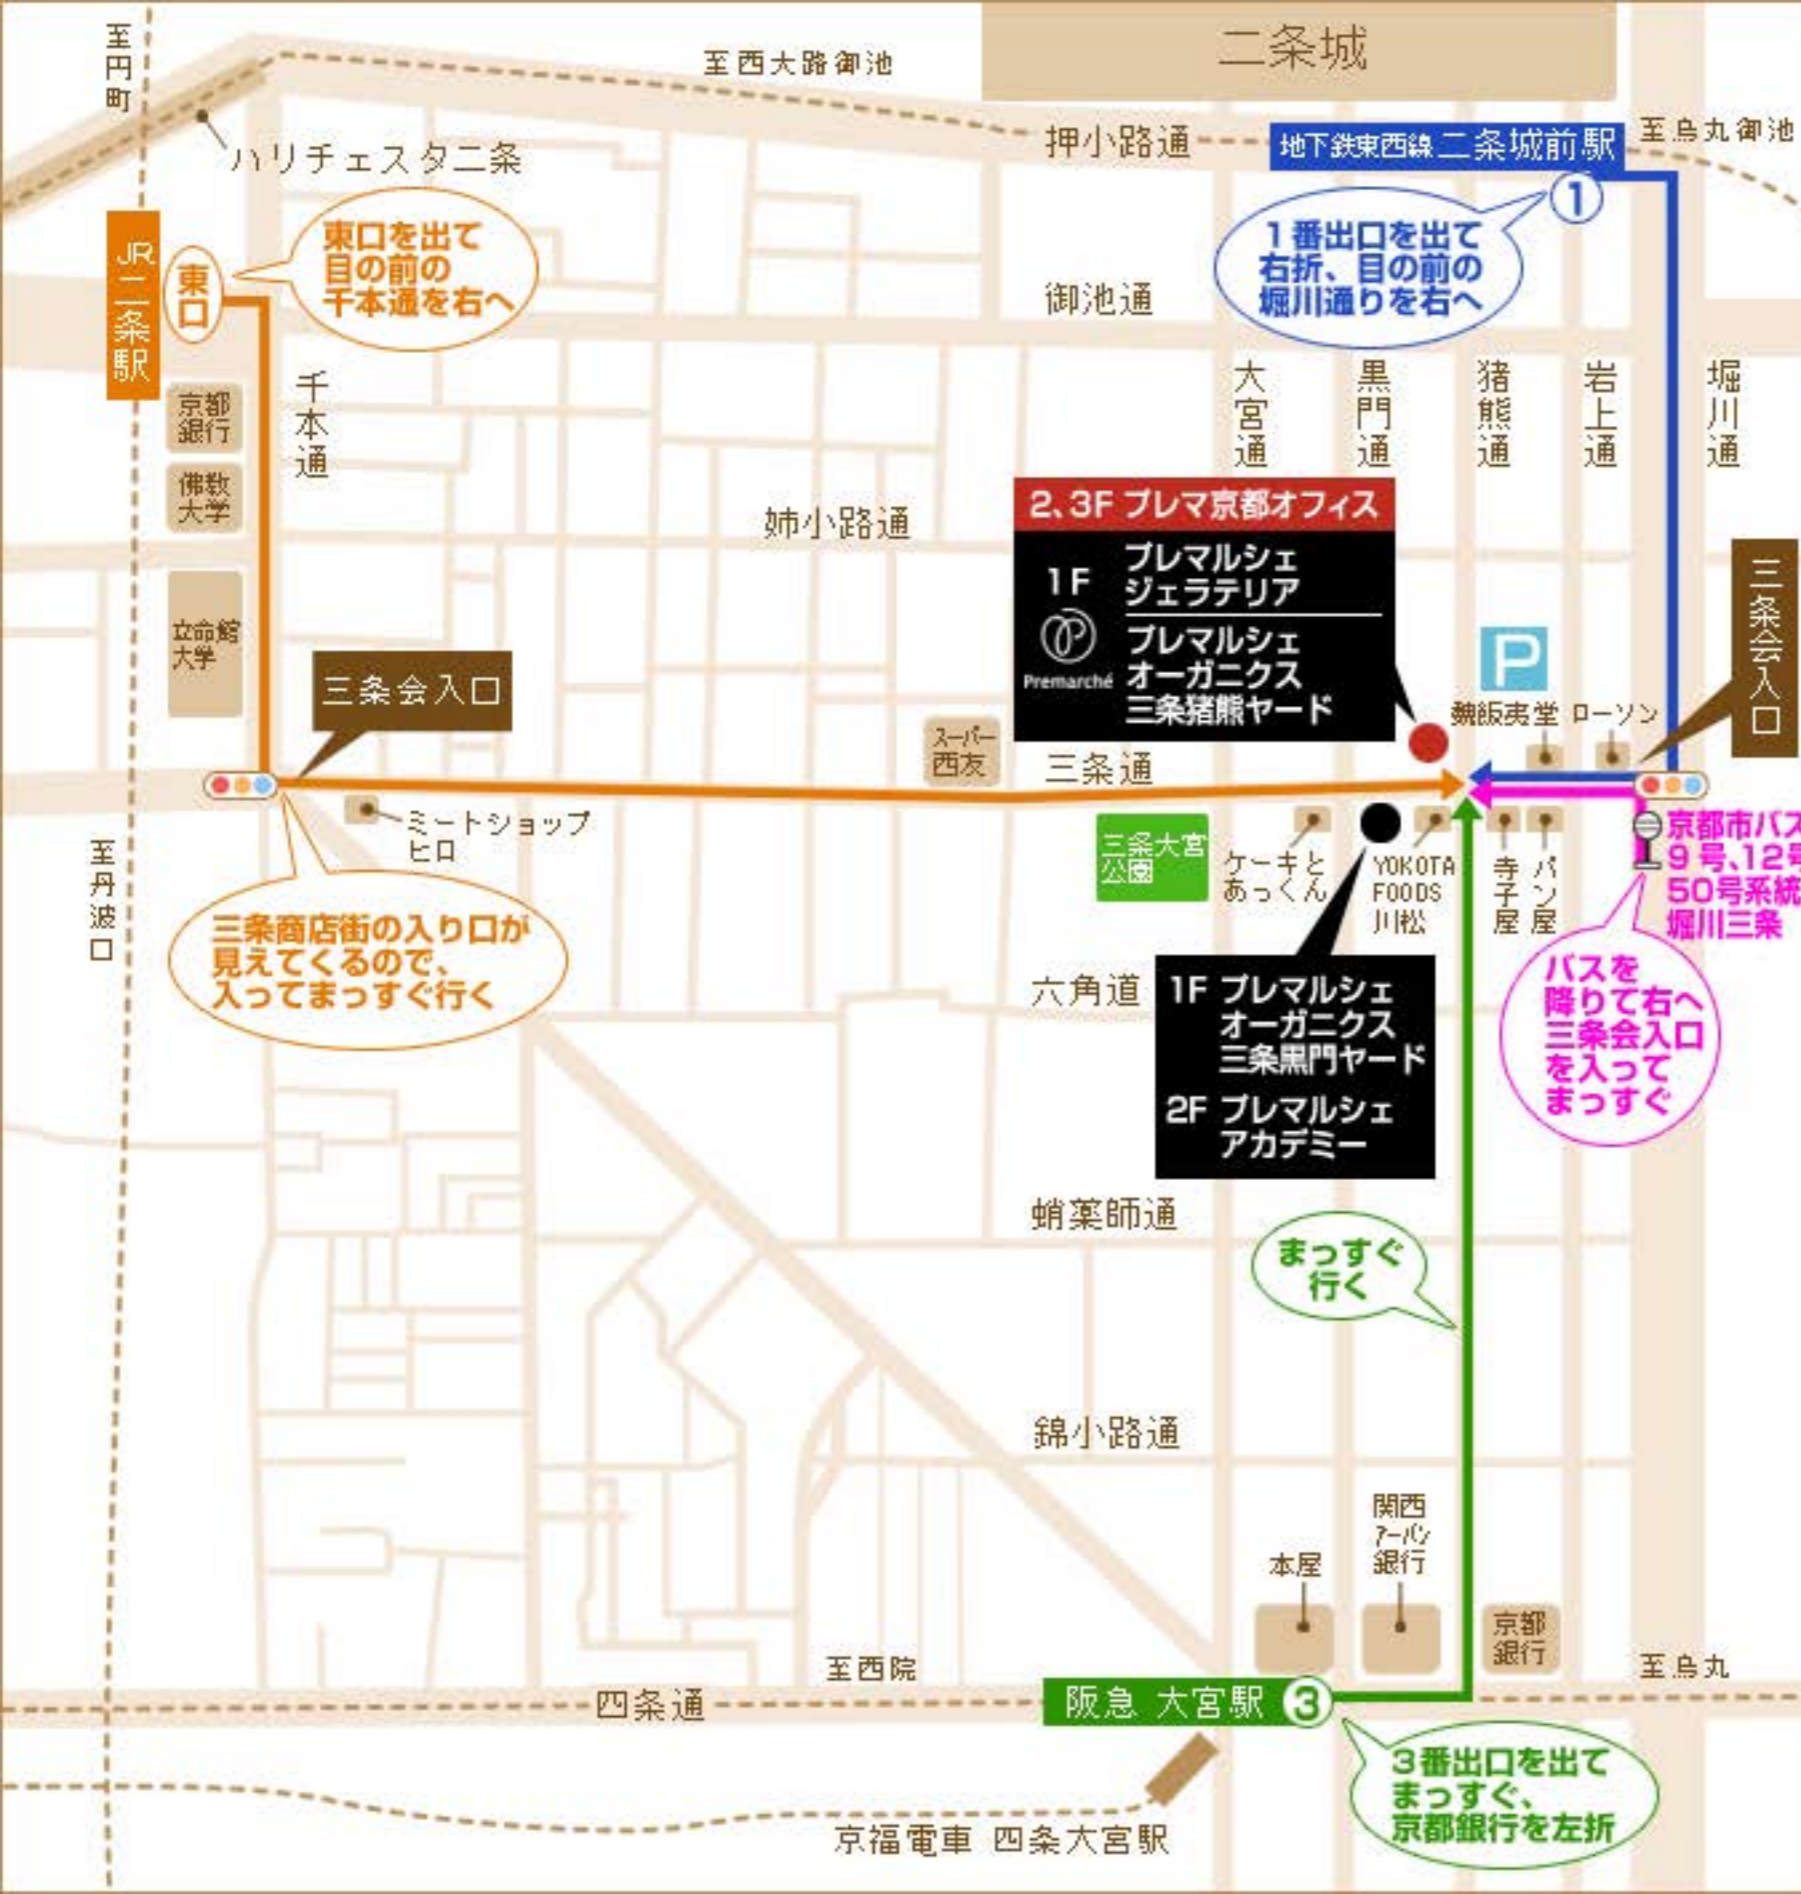 至円町
至西大路御池
二条城
ハリチェスタ二条
押小路通
地下鉄東西線 二条城前駅
至烏丸御池
1
JR二条駅
東口
東口を出て
目の前の
千本通を右へ
1番出口を出て
右折、目の前の
堀川通りを右へ
御池通
京都
銀行
千本通
大宮通
黒門通
猪熊通
岩上通
堀川通
佛教
大学
姉小路通
2、3F プレマ京都オフィス
1F
プレマルシェ
ジェラテリア
Premarché
プレマルシェ
オーガニクス
三条猪熊ヤード
立命館
大学
三条会入口
P
三条会入口
魏飯夷堂
ローソン
スーパー
西友
三条通
ミートショップ
ヒロ
三条大宮
公園
ケーキと
あっくん
YOKOTA
FOODS
川松
寺子屋
パン屋
京都市バス
9号、12号
50号系統
堀川三条
至丹波口
三条商店街の入り口が
見えてくるので、
入ってまっすぐ行く
バスを
降りて右へ
三条会入口
を入って
まっすぐ
六角道
1F プレマルシェ
オーガニクス
三条黒門ヤード
2F プレマルシェ
アカデミー
蛸薬師通
まっすぐ
行く
錦小路通
本屋
関西
アーバン
銀行
京都
銀行
至西院
至烏丸
四条通
阪急 大宮駅 3
3番出口を出て
まっすぐ、
京都銀行を左折
京福電車 四条大宮駅